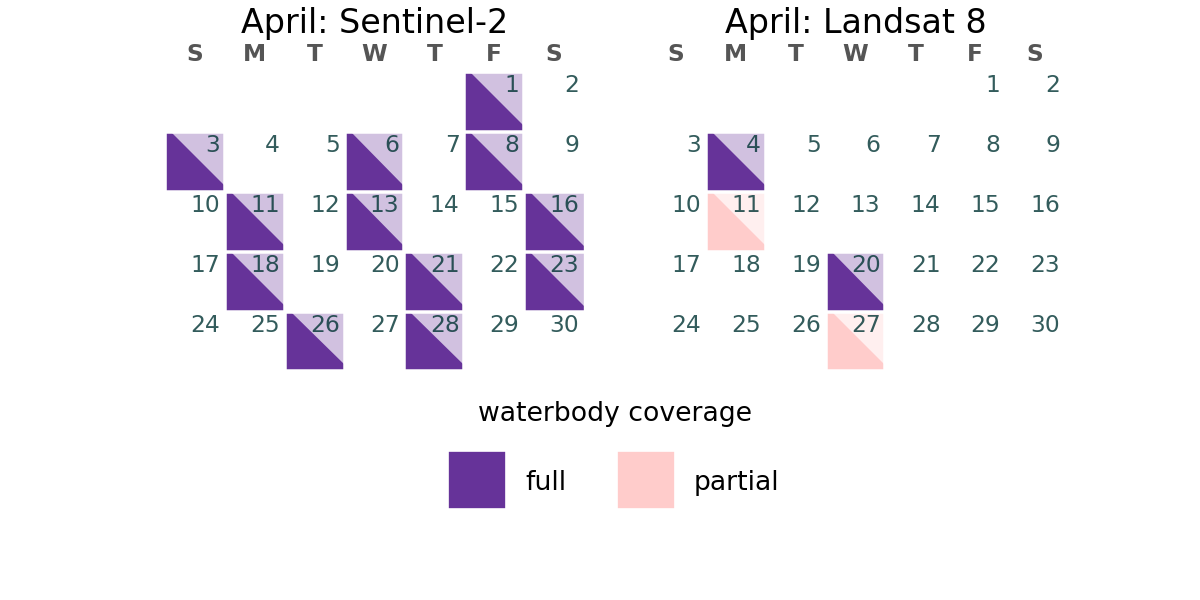 April: Sentinel-2
S M T W T F S
1 2
3 4 5 6 7 8 9
10 11 12 13 14 15 16
17 18 19 20 21 22 23
24 25 26 27 28 29 30
April: Landsat 8
S M T W T F S
1 2
3 4 5 6 7 8 9
10 11 12 13 14 15 16
17 18 19 20 21 22 23
24 25 26 27 28 29 30
waterbody coverage
full
partial